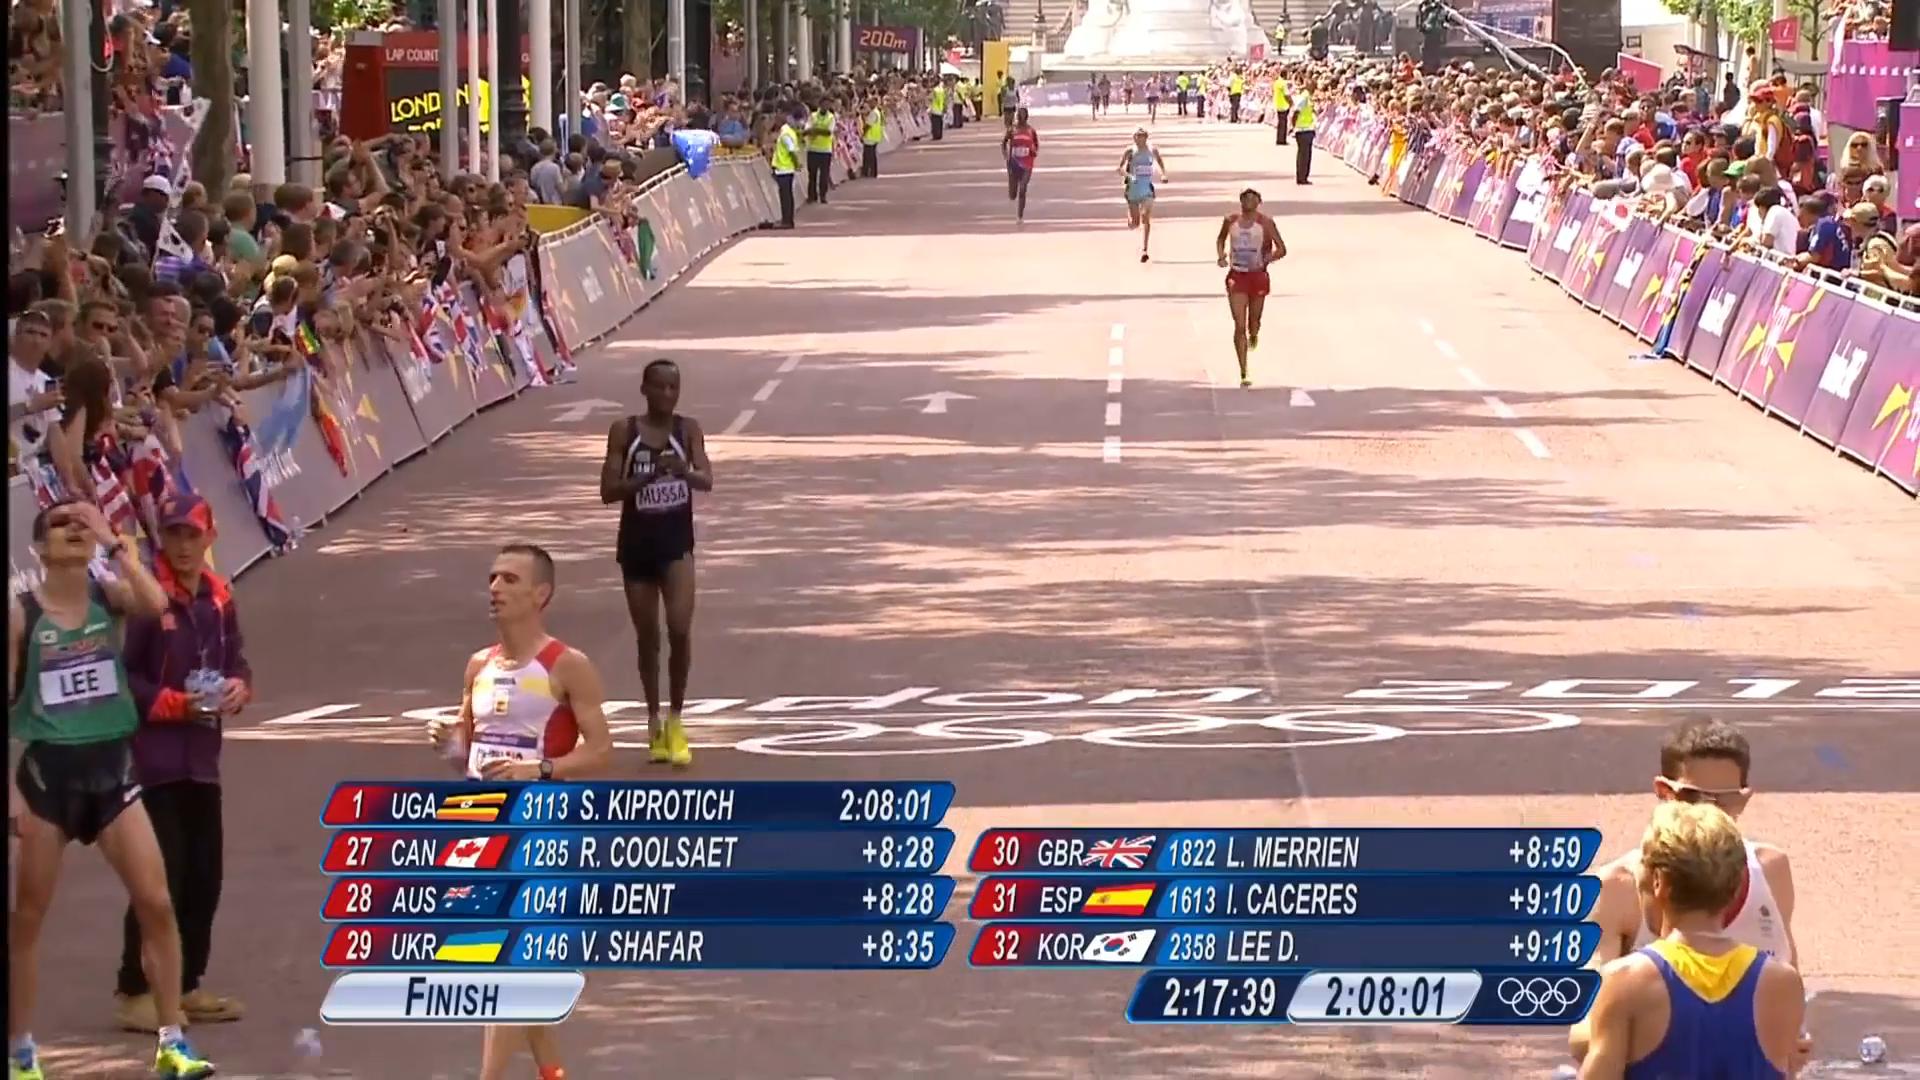 200m
LAP COUNT
LONDON
MUSSA
LEE
London 2012
1 UGA 3113 S. KIPROTICH 2:08:01
27 CAN 1285 R. COOLSAET +8:28
28 AUS 1041 M. DENT +8:28
29 UKR 3146 V. SHAFAR +8:35
30 GBR 1822 L. MERRIEN +8:59
31 ESP 1613 I. CACERES +9:10
32 KOR 2358 LEE D. +9:18
FINISH
2:17:39 2:08:01